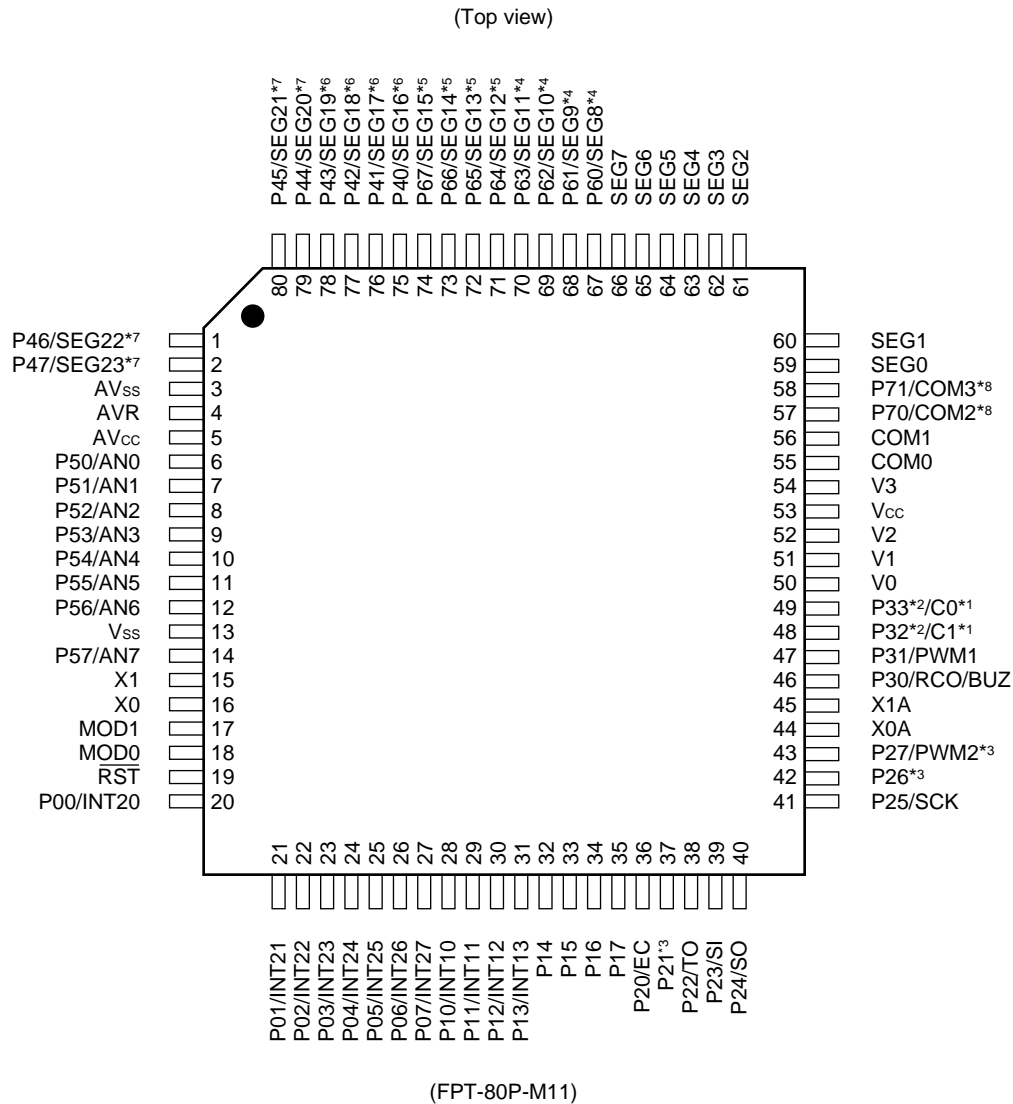 (Top view)
P45/SEG21*7
P44/SEG20*7
P43/SEG19*6
P42/SEG18*6
P41/SEG17*6
P40/SEG16*6
P67/SEG15*5
P66/SEG14*5
P65/SEG13*5
P64/SEG12*5
P63/SEG11*4
P62/SEG10*4
P61/SEG9*4
P60/SEG8*4
SEG7
SEG6
SEG5
SEG4
SEG3
SEG2
80
79
78
77
76
75
74
73
72
71
70
69
68
67
66
65
64
63
62
61
P46/SEG22*7 1
P47/SEG23*7 2
AVss 3
AVR 4
AVcc 5
P50/AN0 6
P51/AN1 7
P52/AN2 8
P53/AN3 9
P54/AN4 10
P55/AN5 11
P56/AN6 12
Vss 13
P57/AN7 14
X1 15
X0 16
MOD1 17
MOD0 18
RST 19
P00/INT20 20
60 SEG1
59 SEG0
58 P71/COM3*8
57 P70/COM2*8
56 COM1
55 COM0
54 V3
53 Vcc
52 V2
51 V1
50 V0
49 P33*2/C0*1
48 P32*2/C1*1
47 P31/PWM1
46 P30/RCO/BUZ
45 X1A
44 X0A
43 P27/PWM2*3
42 P26*3
41 P25/SCK
21
22
23
24
25
26
27
28
29
30
31
32
33
34
35
36
37
38
39
40
P01/INT21
P02/INT22
P03/INT23
P04/INT24
P05/INT25
P06/INT26
P07/INT27
P10/INT10
P11/INT11
P12/INT12
P13/INT13
P14
P15
P16
P17
P20/EC
P21*3
P22/TO
P23/SI
P24/SO
(FPT-80P-M11)